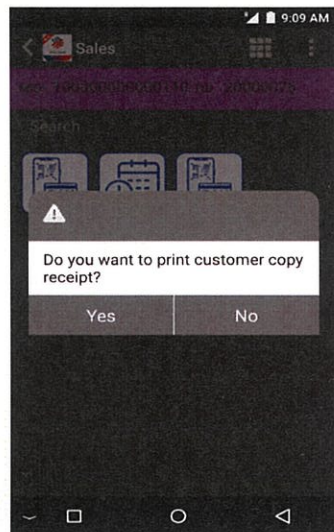 9:09 AM
Sales
Search
Do you want to print customer copy
receipt?
Yes
No